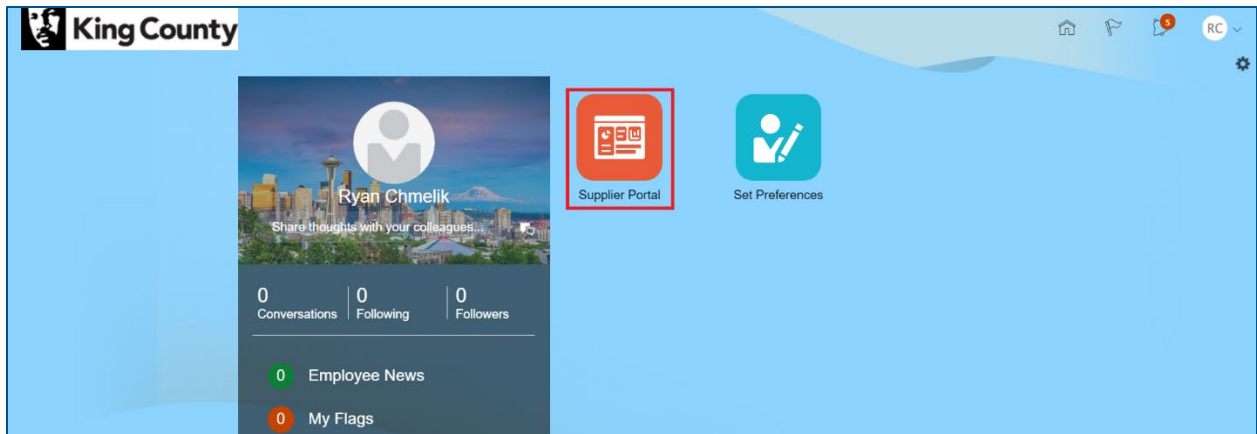 King County
5
RC
Ryan Chmelik
Share thoughts with your colleagues...
Supplier Portal
Set Preferences
0 0 0
Conversations Following Followers
0 Employee News
0 My Flags